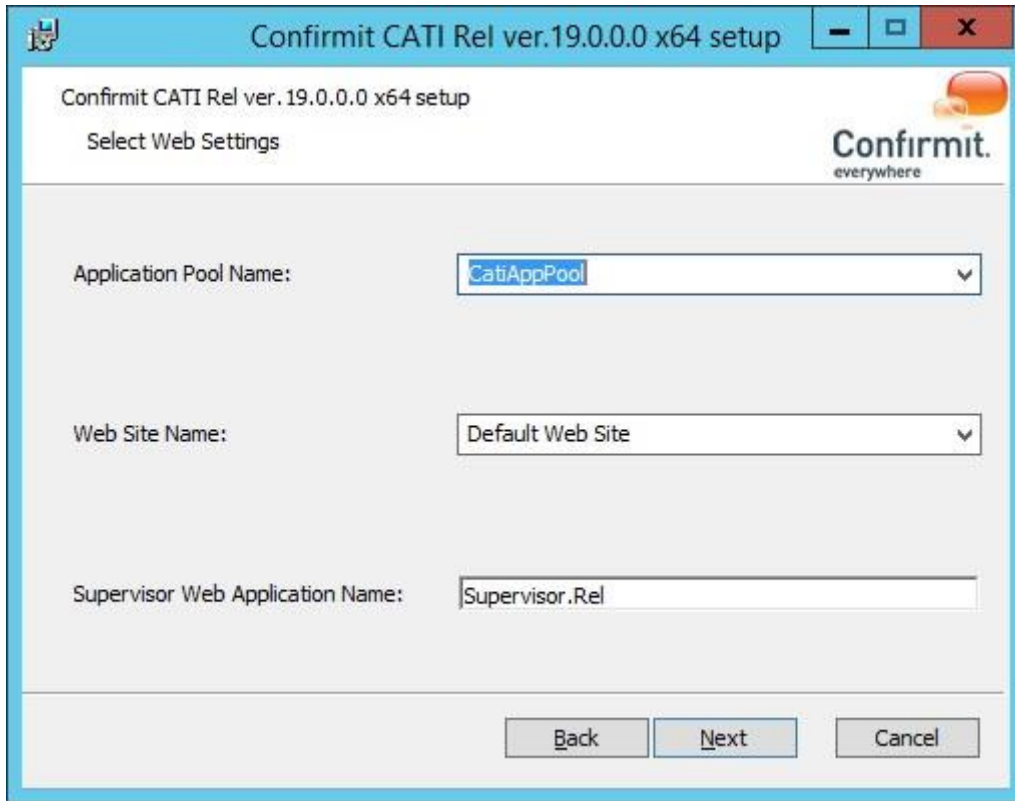 Confirmit CATI Rel ver.19.0.0.0 x64 setup
Confirmit CATI Rel ver. 19.0.0.0 x64 setup
Select Web Settings
Confirmit.
everywhere
Application Pool Name:
CatiAppPool
Web Site Name:
Default Web Site
Supervisor Web Application Name:
Supervisor.Rel
Back
Next
Cancel